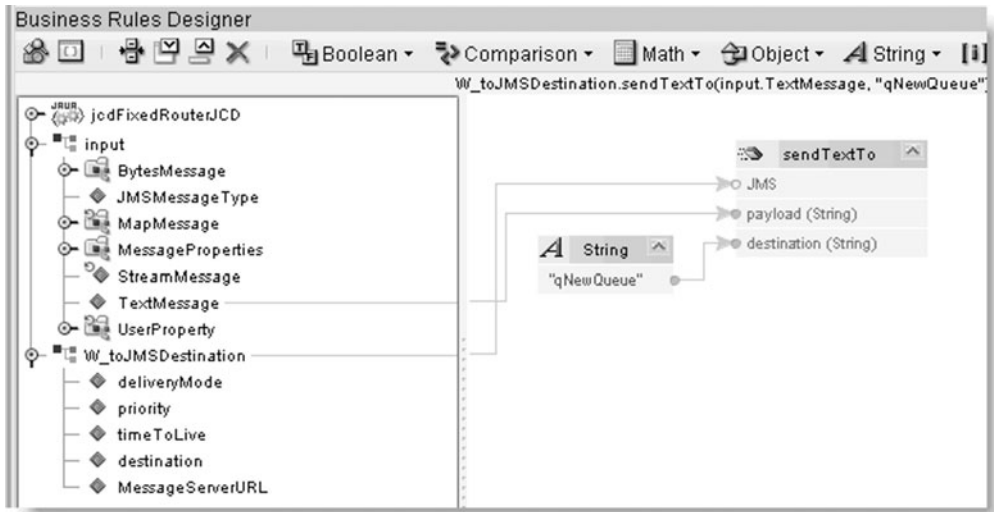 Business Rules Designer
Boolean Comparison Math Object String [i]
W_toJMSDestination.sendTextTo(input.TextMessage, "qNewQueue")
JAVA jcdFixedRouterJCD
input
BytesMessage
JMSMessageType
MapMessage
MessageProperties
StreamMessage
TextMessage
UserProperty
W_toJMSDestination
deliveryMode
priority
timeToLive
destination
MessageServerURL
sendTextTo
JMS
payload (String)
destination (String)
A String
"qNewQueue"